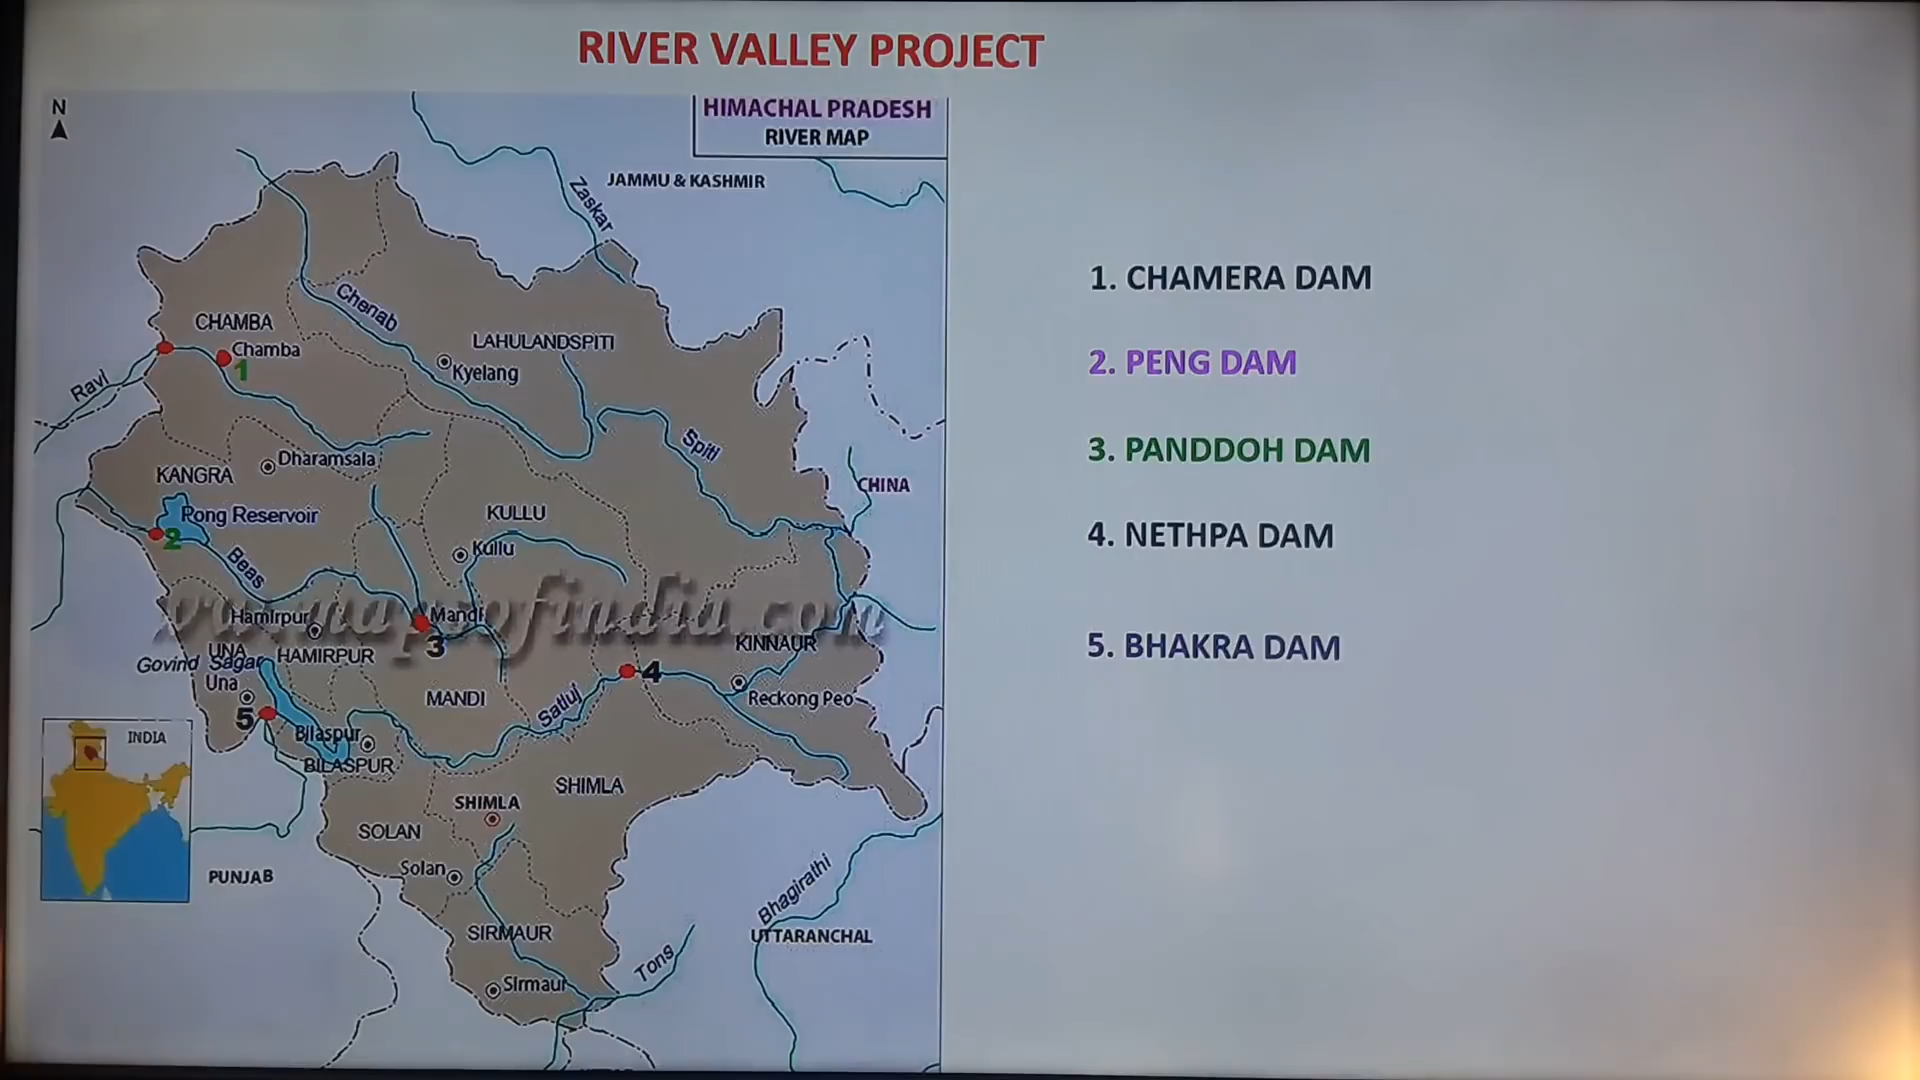 RIVER VALLEY PROJECT
N
HIMACHAL PRADESH
RIVER MAP
JAMMU & KASHMIR
Zaskar
Chenab
CHAMBA
Chamba
1
LAHULANDSPITI
Kyelang
Ravi
Spiti
CHINA
Dharamsala
KANGRA
Pong Reservoir
2
KULLU
Kullu
Beas
www.mapsofindia.com
Hamirpur
Mandi
3
KINNAUR
UNA
HAMIRPUR
Govind Sagar
Una
4
Reckong Peo
MANDI
Satluj
5
Bilaspur
BILASPUR
INDIA
SHIMLA
SHIMLA
SOLAN
Solan
PUNJAB
Bhagirathi
SIRMAUR
UTTARANCHAL
Tons
Sirmaur
1. CHAMERA DAM
2. PENG DAM
3. PANDDOH DAM
4. NETHPA DAM
5. BHAKRA DAM